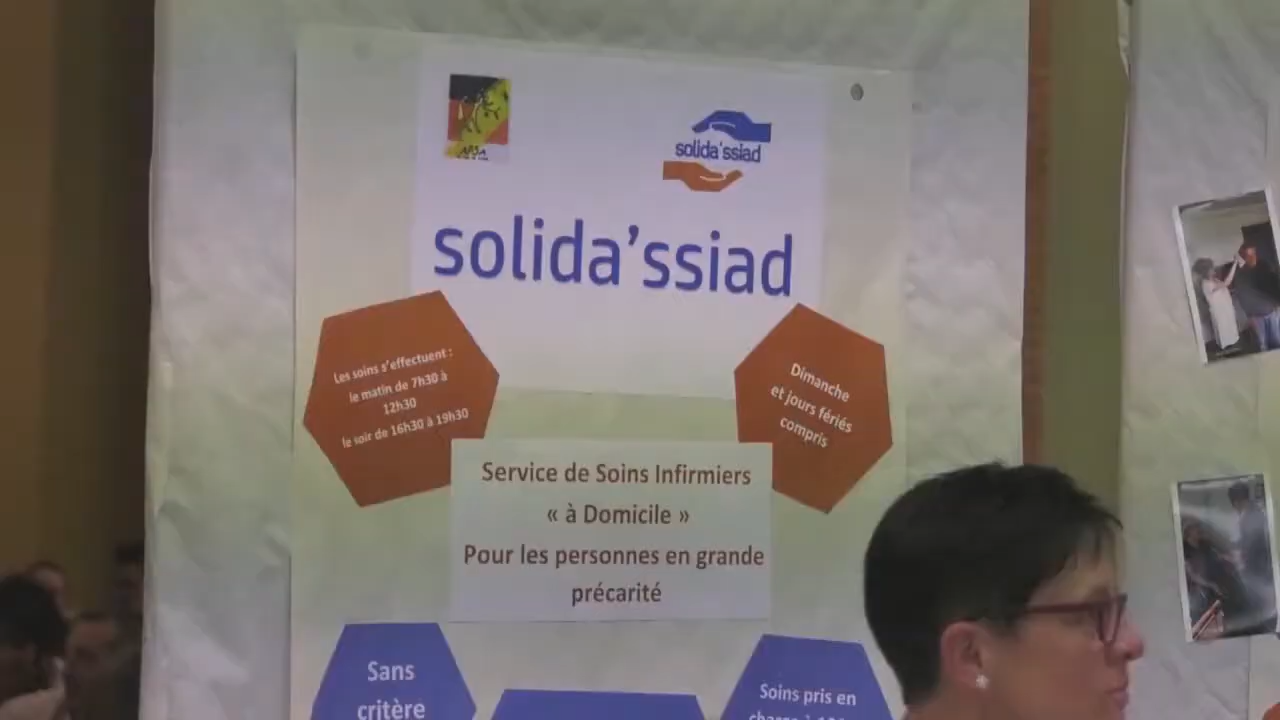 APSA
solida'ssiad
solida'ssiad
Les soins s'effectuent :
le matin de 7h30 à
12h30
le soir de 16h30 à 19h30
Dimanche
et jours fériés
compris
Service de Soins Infirmiers
« à Domicile »
Pour les personnes en grande
précarité
Sans
critère
Soins pris en
charge à